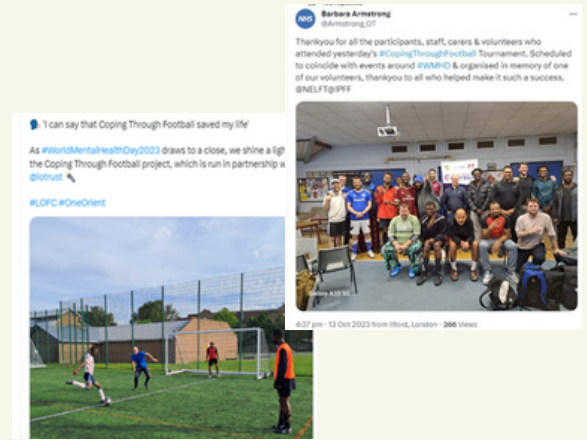 'I can say that Coping Through Football saved my life'
As #WorldMentalHealthDay2023 draws to a close, we shine a ligh
the Coping Through Football project, which is run in partnership w
@lotrust
#LOFC #OneOrient
NHS
Barbara Armstrong
@Armstrong_OT
Thankyou for all the participants, staff, carers & volunteers who
attended yesterday's #CopingThroughFootball Tournament. Scheduled
to coincide with events around #WMHD & organised in memory of one
of our volunteers, thankyou to all who helped make it such a success.
@NELFT@IPFF
Galaxy A33 5G
4:37 pm · 13 Oct 2023 from Ilford, London · 366 Views